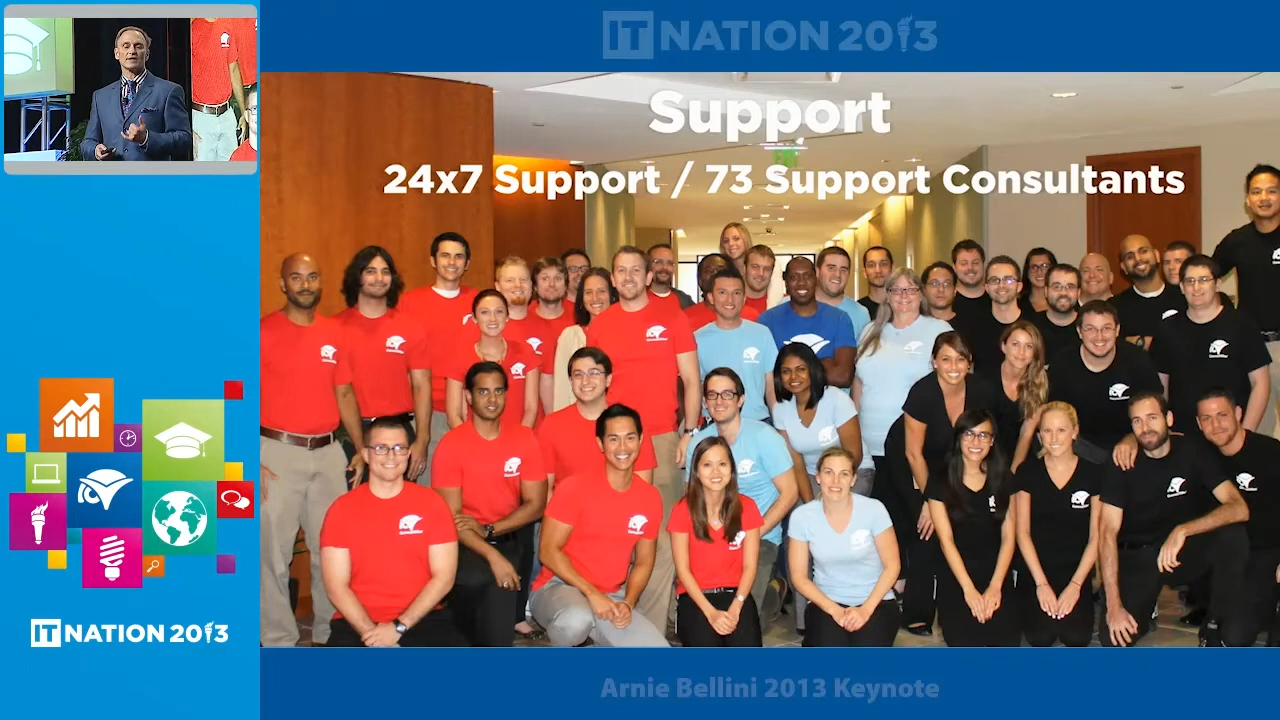 IT NATION 2013
Support
24x7 Support / 73 Support Consultants
IT NATION 2013
Arnie Bellini 2013 Keynote